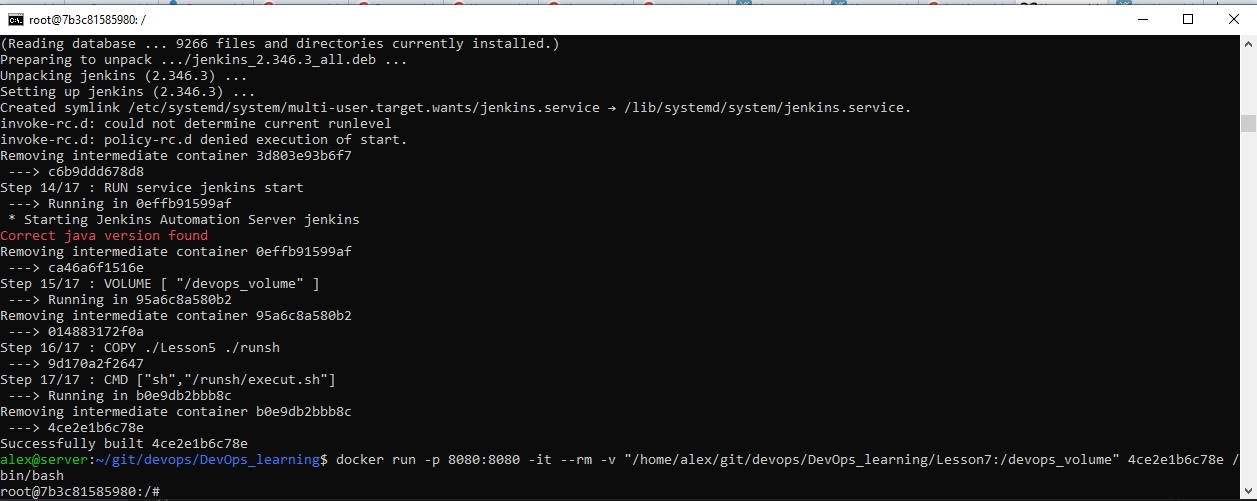 root@7b3c81585980: /
(Reading database ... 9266 files and directories currently installed.)
Preparing to unpack .../jenkins_2.346.3_all.deb ...
Unpacking jenkins (2.346.3) ...
Setting up jenkins (2.346.3) ...
Created symlink /etc/systemd/system/multi-user.target.wants/jenkins.service → /lib/systemd/system/jenkins.service.
invoke-rc.d: could not determine current runlevel
invoke-rc.d: policy-rc.d denied execution of start.
Removing intermediate container 3d803e93b6f7
 ---> c6b9ddd678d8
Step 14/17 : RUN service jenkins start
 ---> Running in 0effb91599af
 * Starting Jenkins Automation Server jenkins
Correct java version found
Removing intermediate container 0effb91599af
 ---> ca46a6f1516e
Step 15/17 : VOLUME [ "/devops_volume" ]
 ---> Running in 95a6c8a580b2
Removing intermediate container 95a6c8a580b2
 ---> 014883172f0a
Step 16/17 : COPY ./Lesson5 ./runsh
 ---> 9d170a2f2647
Step 17/17 : CMD ["sh","/runsh/execut.sh"]
 ---> Running in b0e9db2bbb8c
Removing intermediate container b0e9db2bbb8c
 ---> 4ce2e1b6c78e
Successfully built 4ce2e1b6c78e
alex@server:~/git/devops/DevOps_learning$ docker run -p 8080:8080 -it --rm -v "/home/alex/git/devops/DevOps_learning/Lesson7:/devops_volume" 4ce2e1b6c78e /
bin/bash
root@7b3c81585980:/#